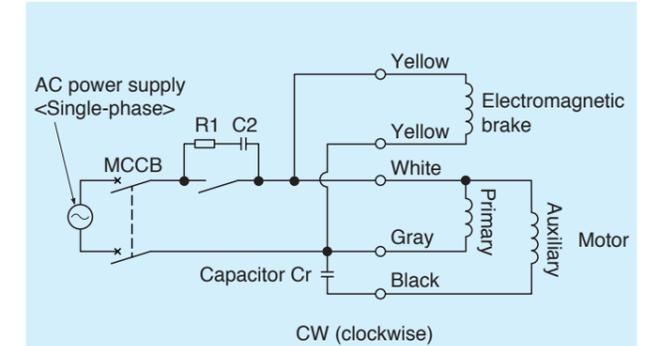 Yellow
AC power supply
<Single-phase>
Electromagnetic
brake
R1 C2
Yellow
MCCB
White
Primary
Auxiliary
Motor
Gray
Capacitor Cr
Black
CW (clockwise)